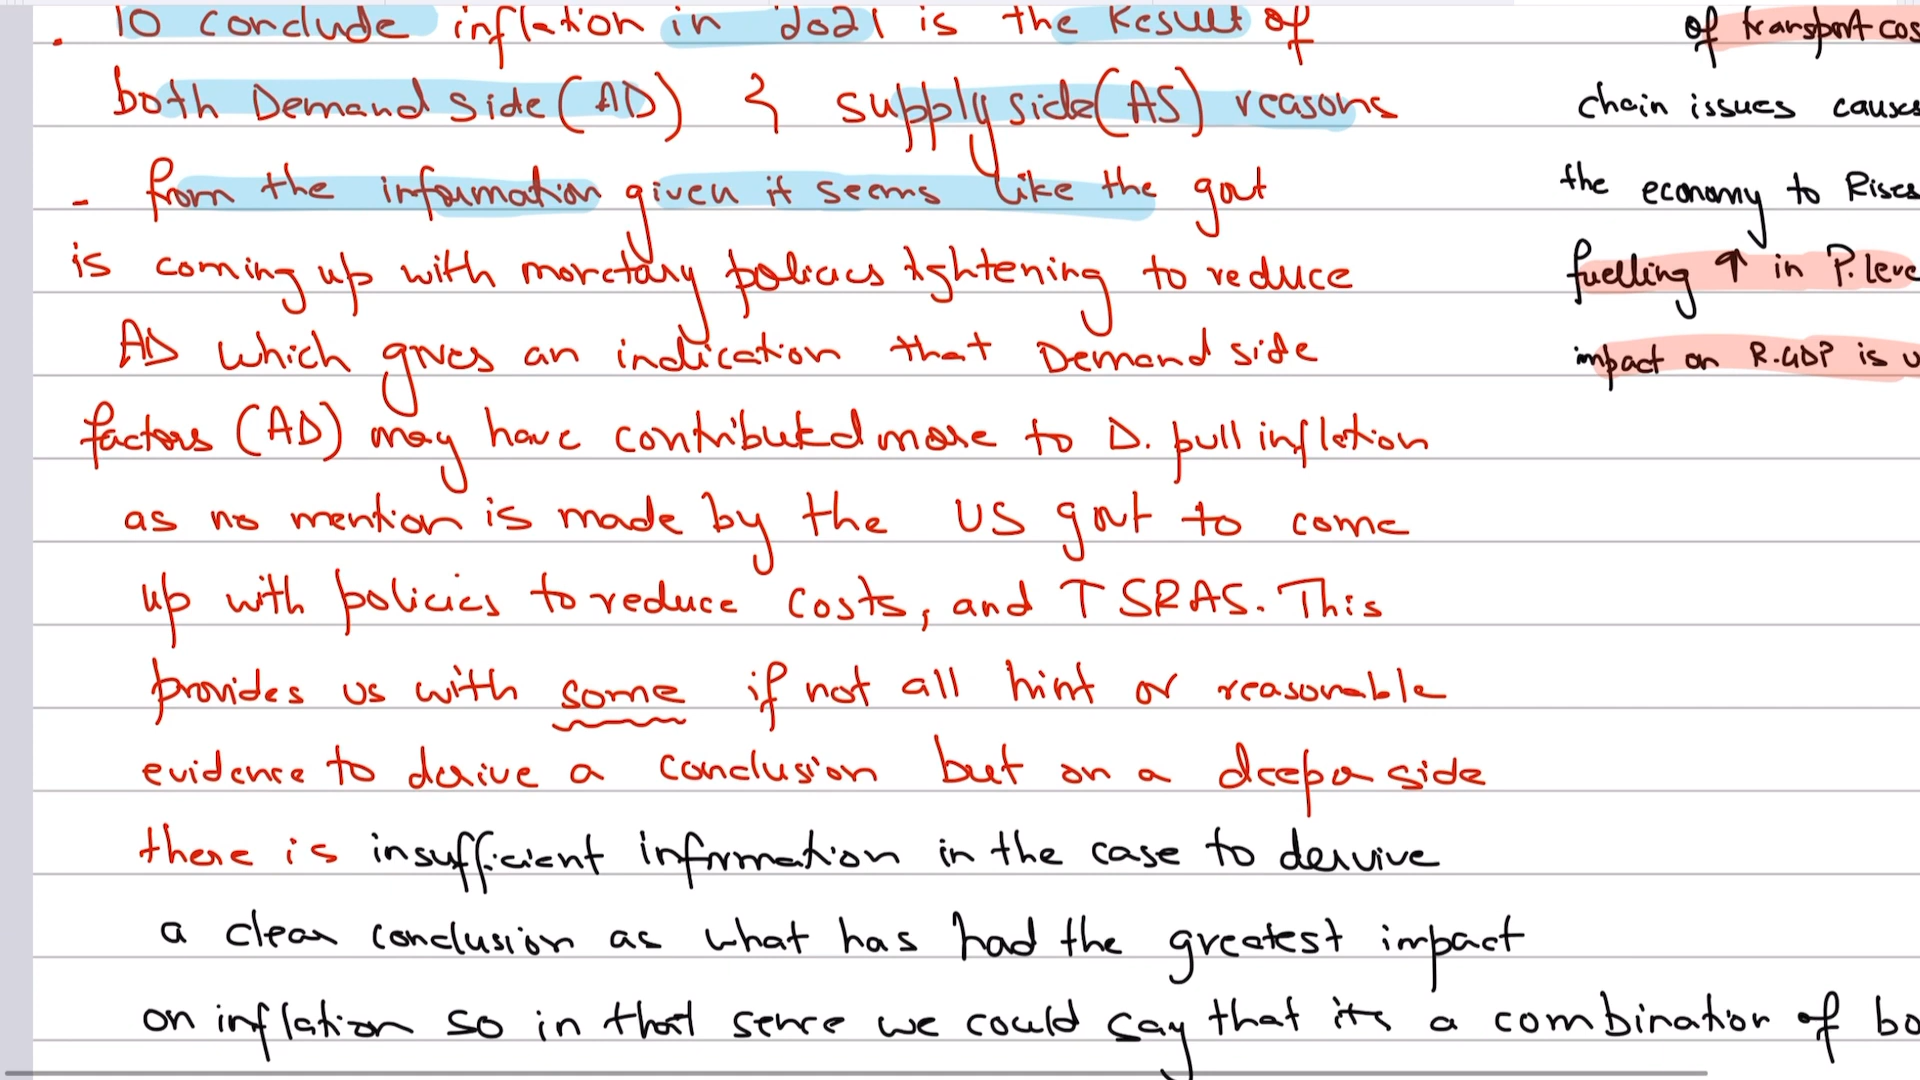 . To conclude inflation in 2021 is the Result of
both Demand side (AD) & supply side (AS) reasons
- from the information given it seems like the govt
is coming up with monetary policies tightening to reduce
AD which gives an indication that Demand side
factors (AD) may have contributed more to D. pull inflation
as no mention is made by the US govt to come
up with policies to reduce costs, and ↑ SRAS. This
provides us with some if not all hint or reasonable
evidence to derive a conclusion but on a deeper side
there is insufficient information in the case to dervive
a clear conclusion as what has had the greatest impact
on inflation so in that sense we could say that its a combination of bo
of transport cos
chain issues causes
the economy to Rises
fuelling ↑ in P. leve
impact on R.GDP is u